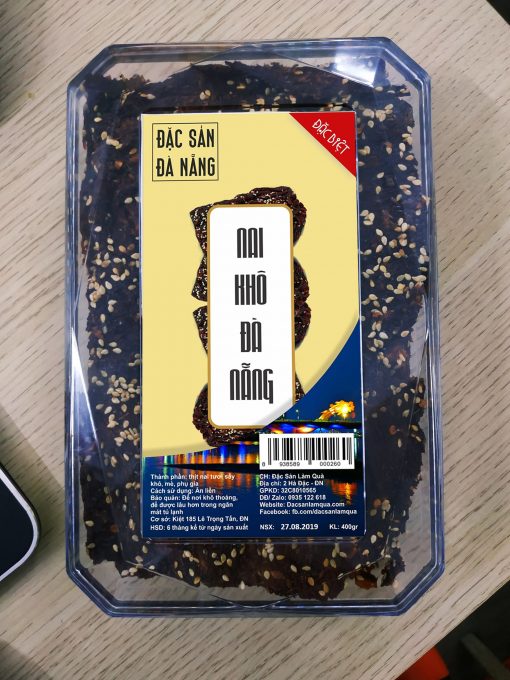 ĐẶC SẢN
ĐÀ NẴNG
ĐẶC BIỆT
NAI
KHÔ
ĐÀ
NẴNG
8 938589 000260
Thành phần: thịt nai tươi sấy
khô, mè, phụ gia
Cách sử dụng: Ăn liền
Bảo quản: Để nơi khô thoáng,
để được lâu hơn trong ngăn
mát tủ lạnh
Cơ sở: Kiệt 185 Lê Trọng Tấn, ĐN
HSD: 6 tháng kể từ ngày sản xuất
CH: Đặc Sản Làm Quà
Địa chỉ: 2 Hà Đặc - ĐN
GPKD: 32C8010565
DĐ/ Zalo: 0935 122 618
Website: Dacsanlamqua.com
Facebook: fb.com/dacsanlamqua
NSX: 27.08.2019 KL: 400gr